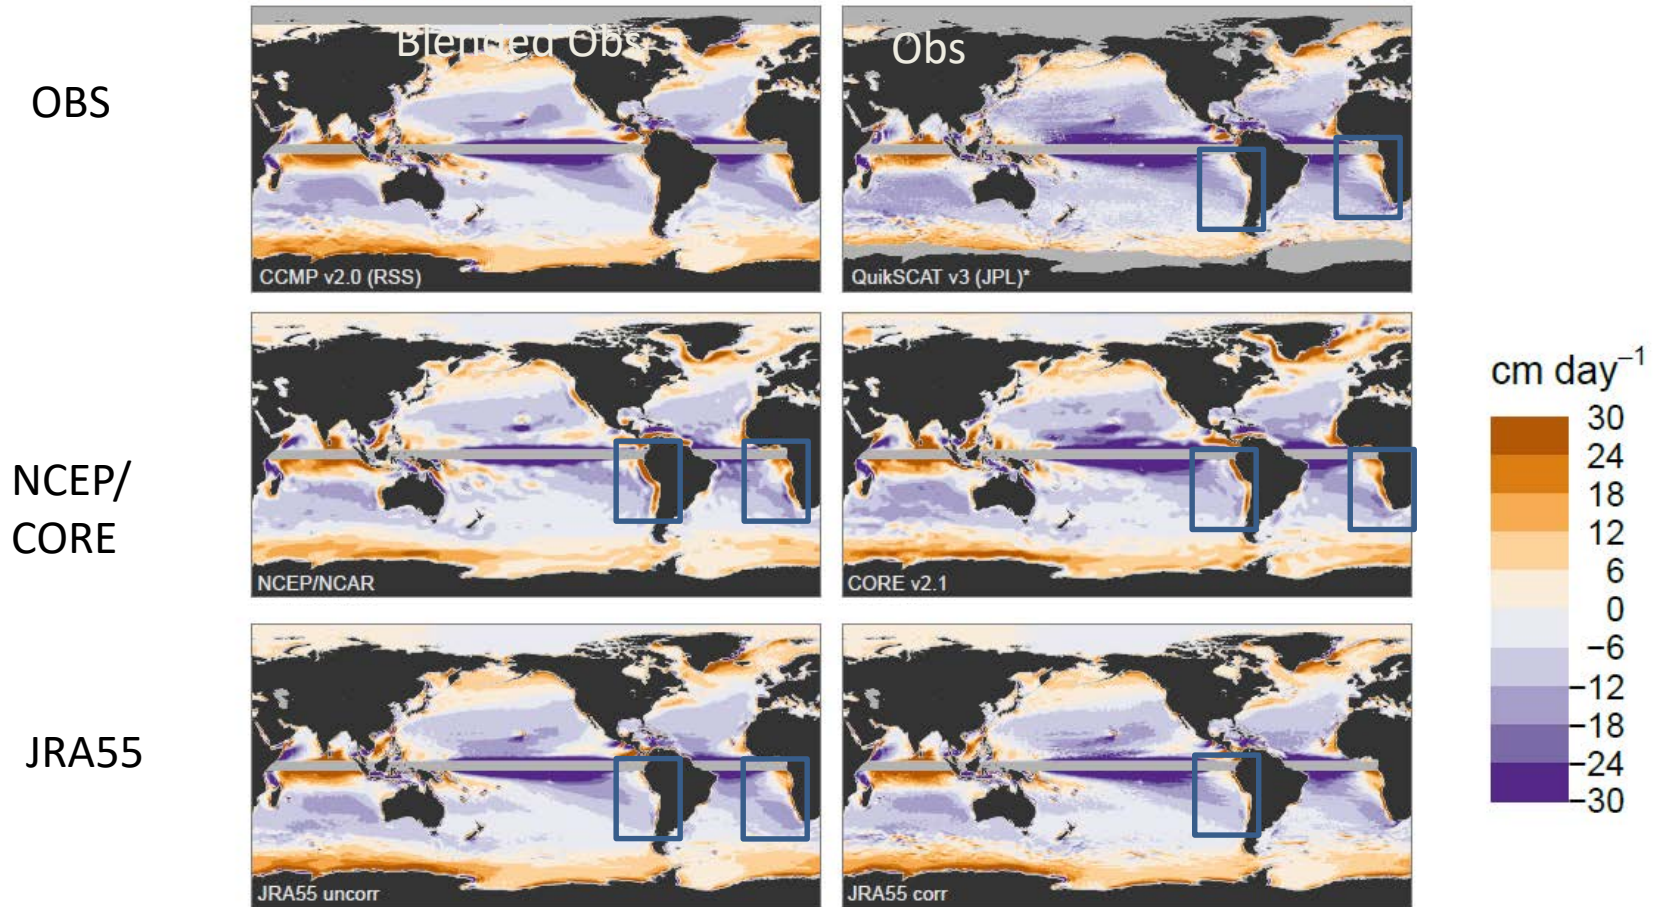 Blended Obs
Obs
OBS
CCMP v2.0 (RSS)
QuikSCAT v3 (JPL)*
NCEP/
CORE
NCEP/NCAR
CORE v2.1
JRA55
JRA55 uncorr
JRA55 corr
cm day⁻¹
30
24
18
12
6
0
−6
−12
−18
−24
−30